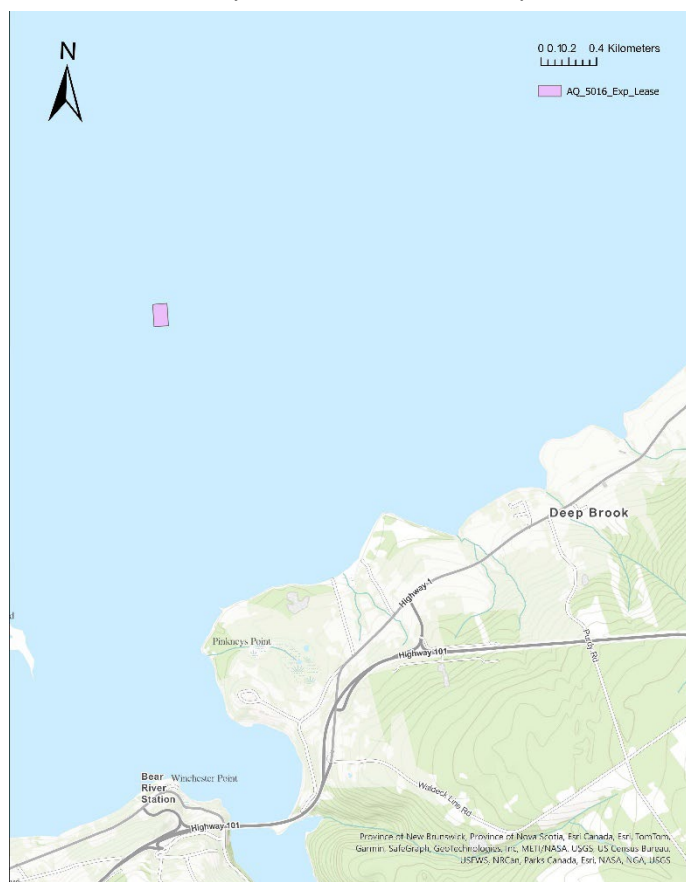 N
0 0.10.2 0.4 Kilometers
AQ_5016_Exp_Lease
Deep Brook
Highway-1
d
Pinkneys Point
Highway-101
Purdy Rd
Bear
River
Station
Winchester Point
Waldeck Line Rd
Highway-101
Province of New Brunswick, Province of Nova Scotia, Esri Canada, Esri, TomTom,
Garmin, SafeGraph, GeoTechnologies, Inc, METI/NASA, USGS, US Census Bureau,
USFWS, NRCan, Parks Canada, Esri, NASA, NGA, USGS